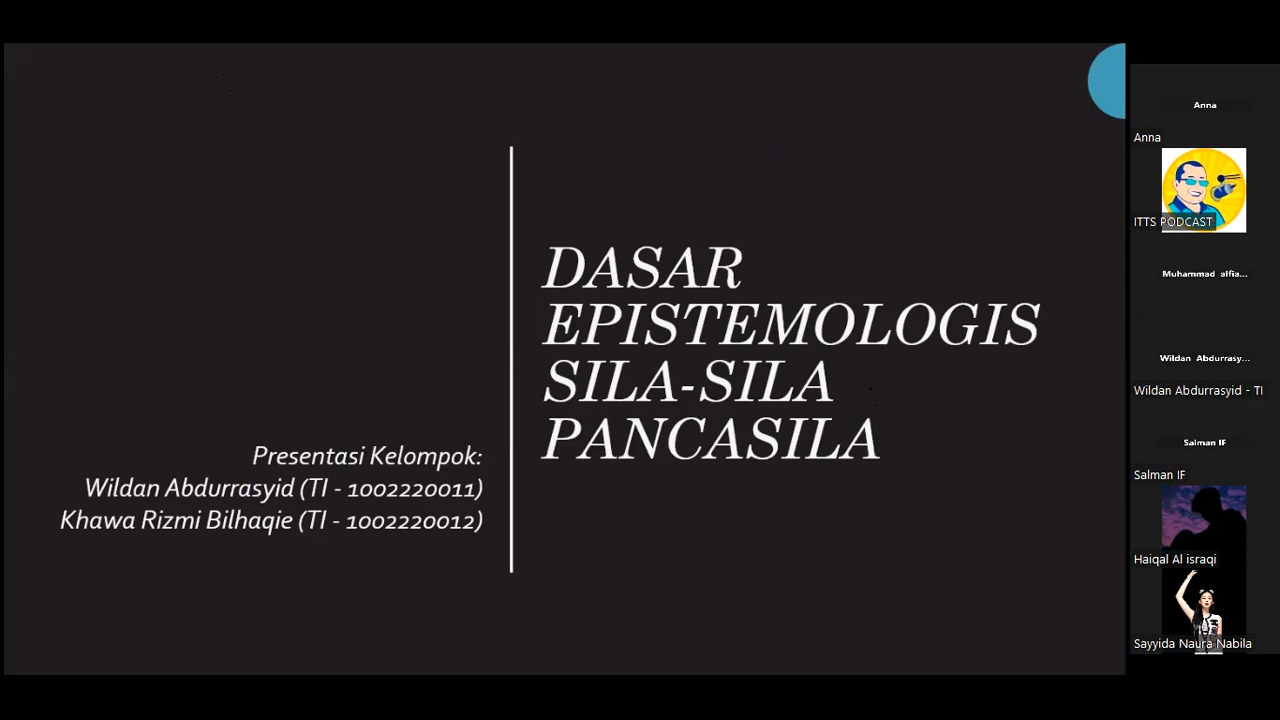 Presentasi Kelompok:
Wildan Abdurrasyid (TI - 1002220011)
Khawa Rizmi Bilhaqie (TI - 1002220012)
DASAR
EPISTEMOLOGIS
SILA-SILA
PANCASILA
Anna
Anna
ITTS PODCAST
Muhammad alfia...
Wildan Abdurrasy...
Wildan Abdurrasyid - TI
Salman IF
Salman IF
Haiqal Al israqi
Sayyida Naura Nabila